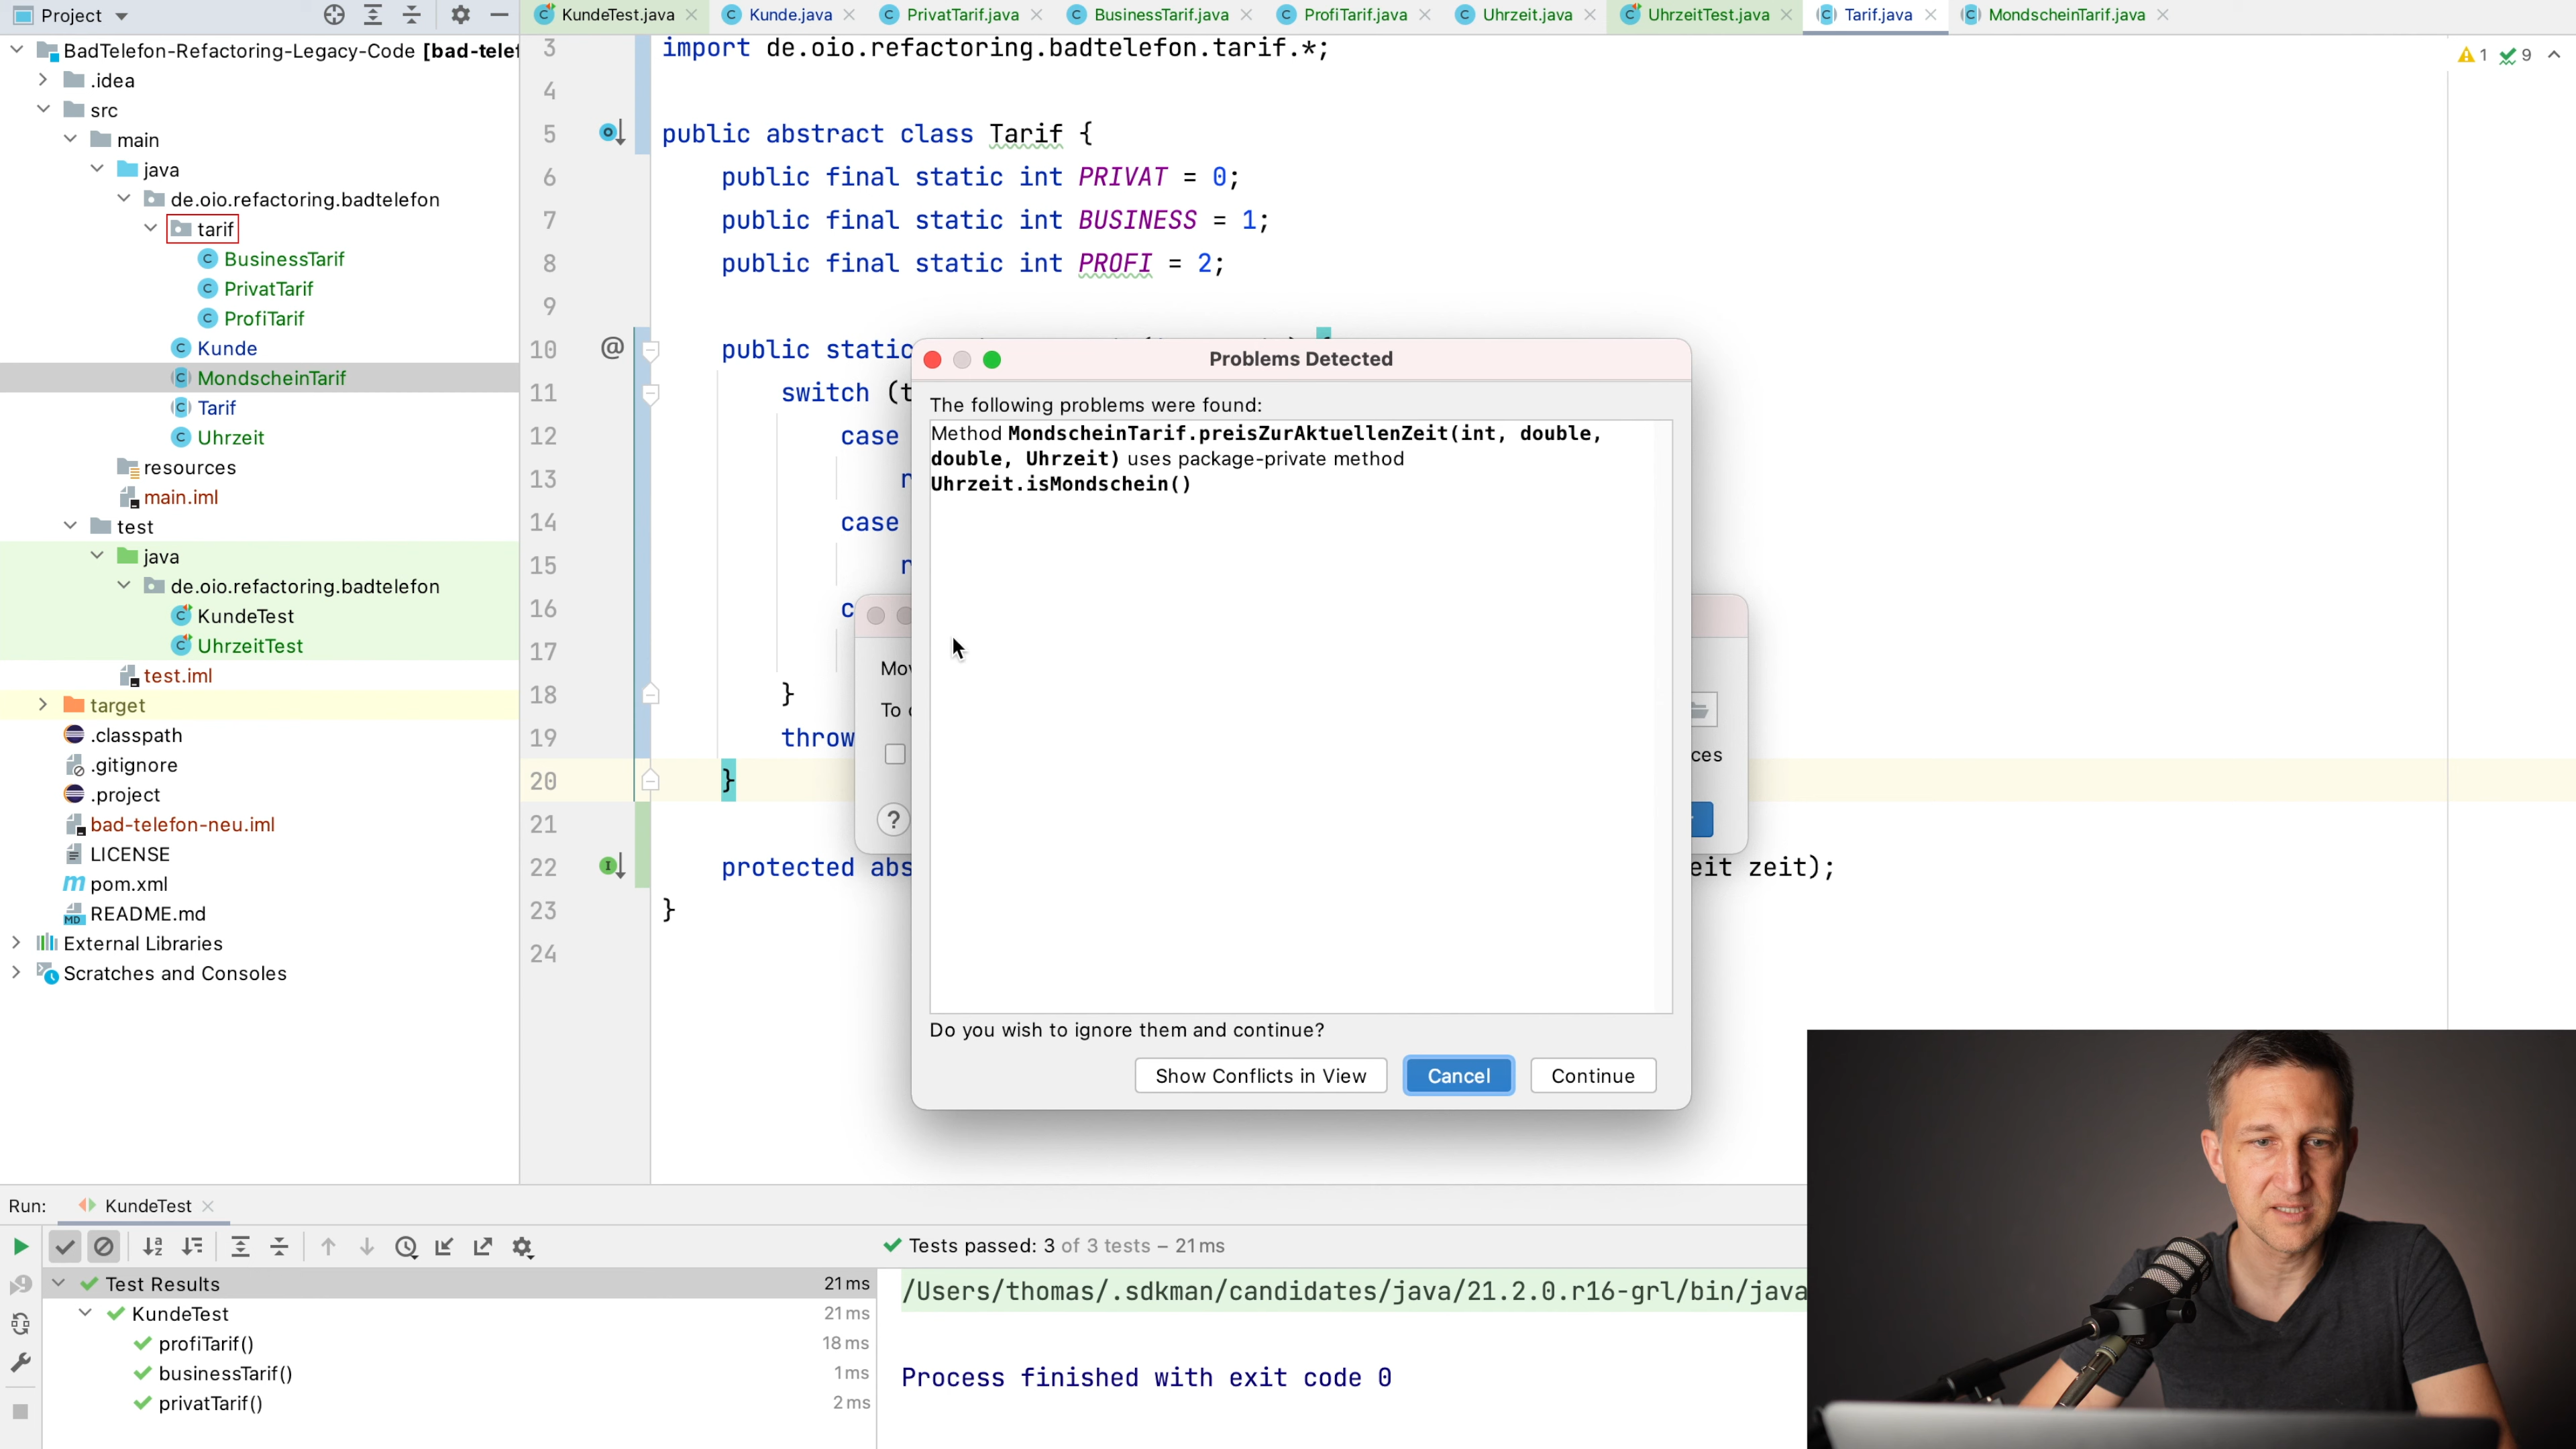 Project
KundeTest.java
Kunde.java
PrivatTarif.java
BusinessTarif.java
ProfiTarif.java
Uhrzeit.java
UhrzeitTest.java
Tarif.java
MondscheinTarif.java
BadTelefon-Refactoring-Legacy-Code [bad-telef
.idea
src
main
java
de.oio.refactoring.badtelefon
tarif
BusinessTarif
PrivatTarif
ProfiTarif
Kunde
MondscheinTarif
Tarif
Uhrzeit
resources
main.iml
test
java
de.oio.refactoring.badtelefon
KundeTest
UhrzeitTest
test.iml
target
.classpath
.gitignore
.project
bad-telefon-neu.iml
LICENSE
pom.xml
README.md
External Libraries
Scratches and Consoles
1 9
3 import de.oio.refactoring.badtelefon.tarif.*;
4
5 public abstract class Tarif {
6 public final static int PRIVAT = 0;
7 public final static int BUSINESS = 1;
8 public final static int PROFI = 2;
9
10 @ public static
11 switch (t
12 case
13 r
14 case
15 r
16 c
17
18 }
19 throw
20 }
21
22 protected abs eit zeit);
23 }
24
Mov
To
ces
?
Problems Detected
The following problems were found:
Method MondscheinTarif.preisZurAktuellenZeit(int, double,
double, Uhrzeit) uses package-private method
Uhrzeit.isMondschein()
Do you wish to ignore them and continue?
Show Conflicts in View
Cancel
Continue
Run:
KundeTest
Tests passed: 3 of 3 tests – 21 ms
Test Results 21 ms
KundeTest 21 ms
profiTarif() 18 ms
businessTarif() 1 ms
privatTarif() 2 ms
/Users/thomas/.sdkman/candidates/java/21.2.0.r16-grl/bin/java
Process finished with exit code 0